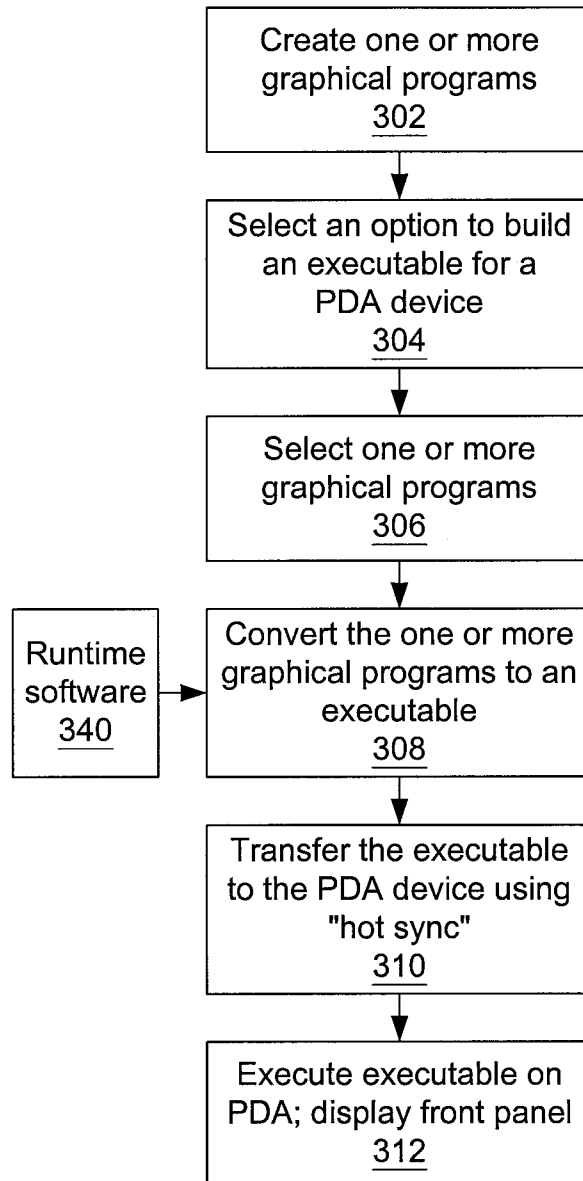 Create one or more
graphical programs
302
Select an option to build
an executable for a
PDA device
304
Select one or more
graphical programs
306
Runtime
software
340
Convert the one or more
graphical programs to an
executable
308
Transfer the executable
to the PDA device using
"hot sync"
310
Execute executable on
PDA; display front panel
312